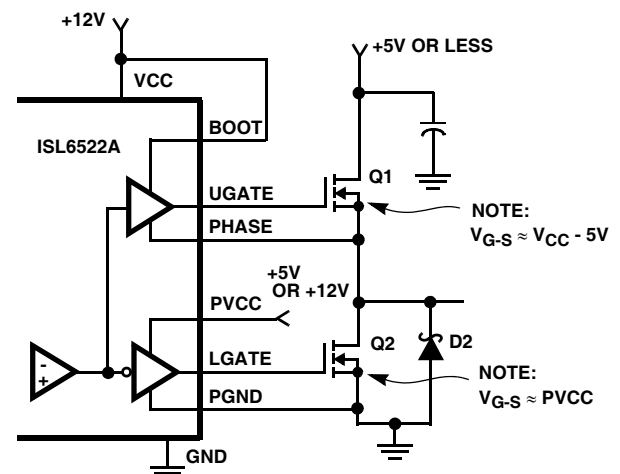 +12V
+5V OR LESS
VCC
BOOT
ISL6522A
Q1
UGATE
NOTE:
VG-S ≈ VCC - 5V
PHASE
+5V
OR +12V
PVCC
Q2
D2
LGATE
NOTE:
VG-S ≈ PVCC
PGND
GND
-
+